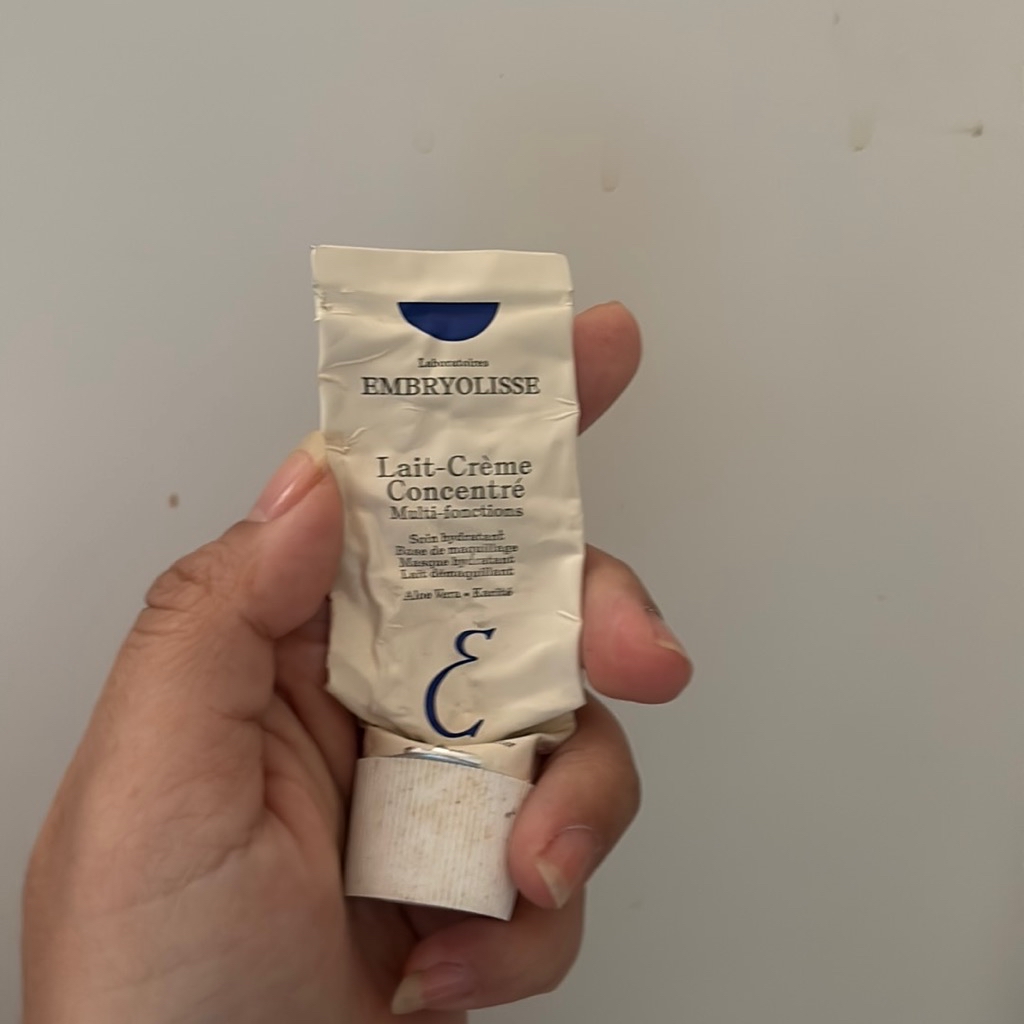 Laboratoires
EMBRYOLISSE
Lait-Crème
Concentré
Multi-fonctions
Soin hydratant
Base de maquillage
Masque hydratant
Lait démaquillant
Aloe Vera - Karité
ε